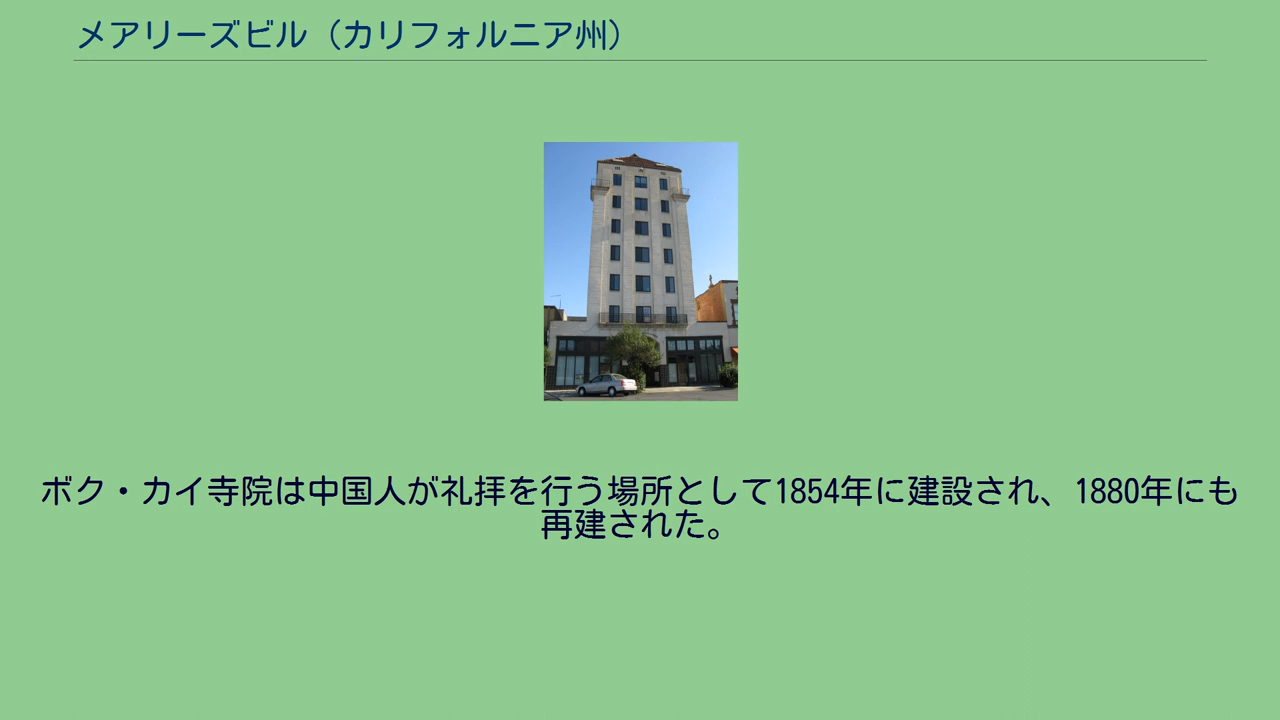 メアリーズビル（カリフォルニア州）
ボク・カイ寺院は中国人が礼拝を行う場所として1854年に建設され、1880年にも
再建された。